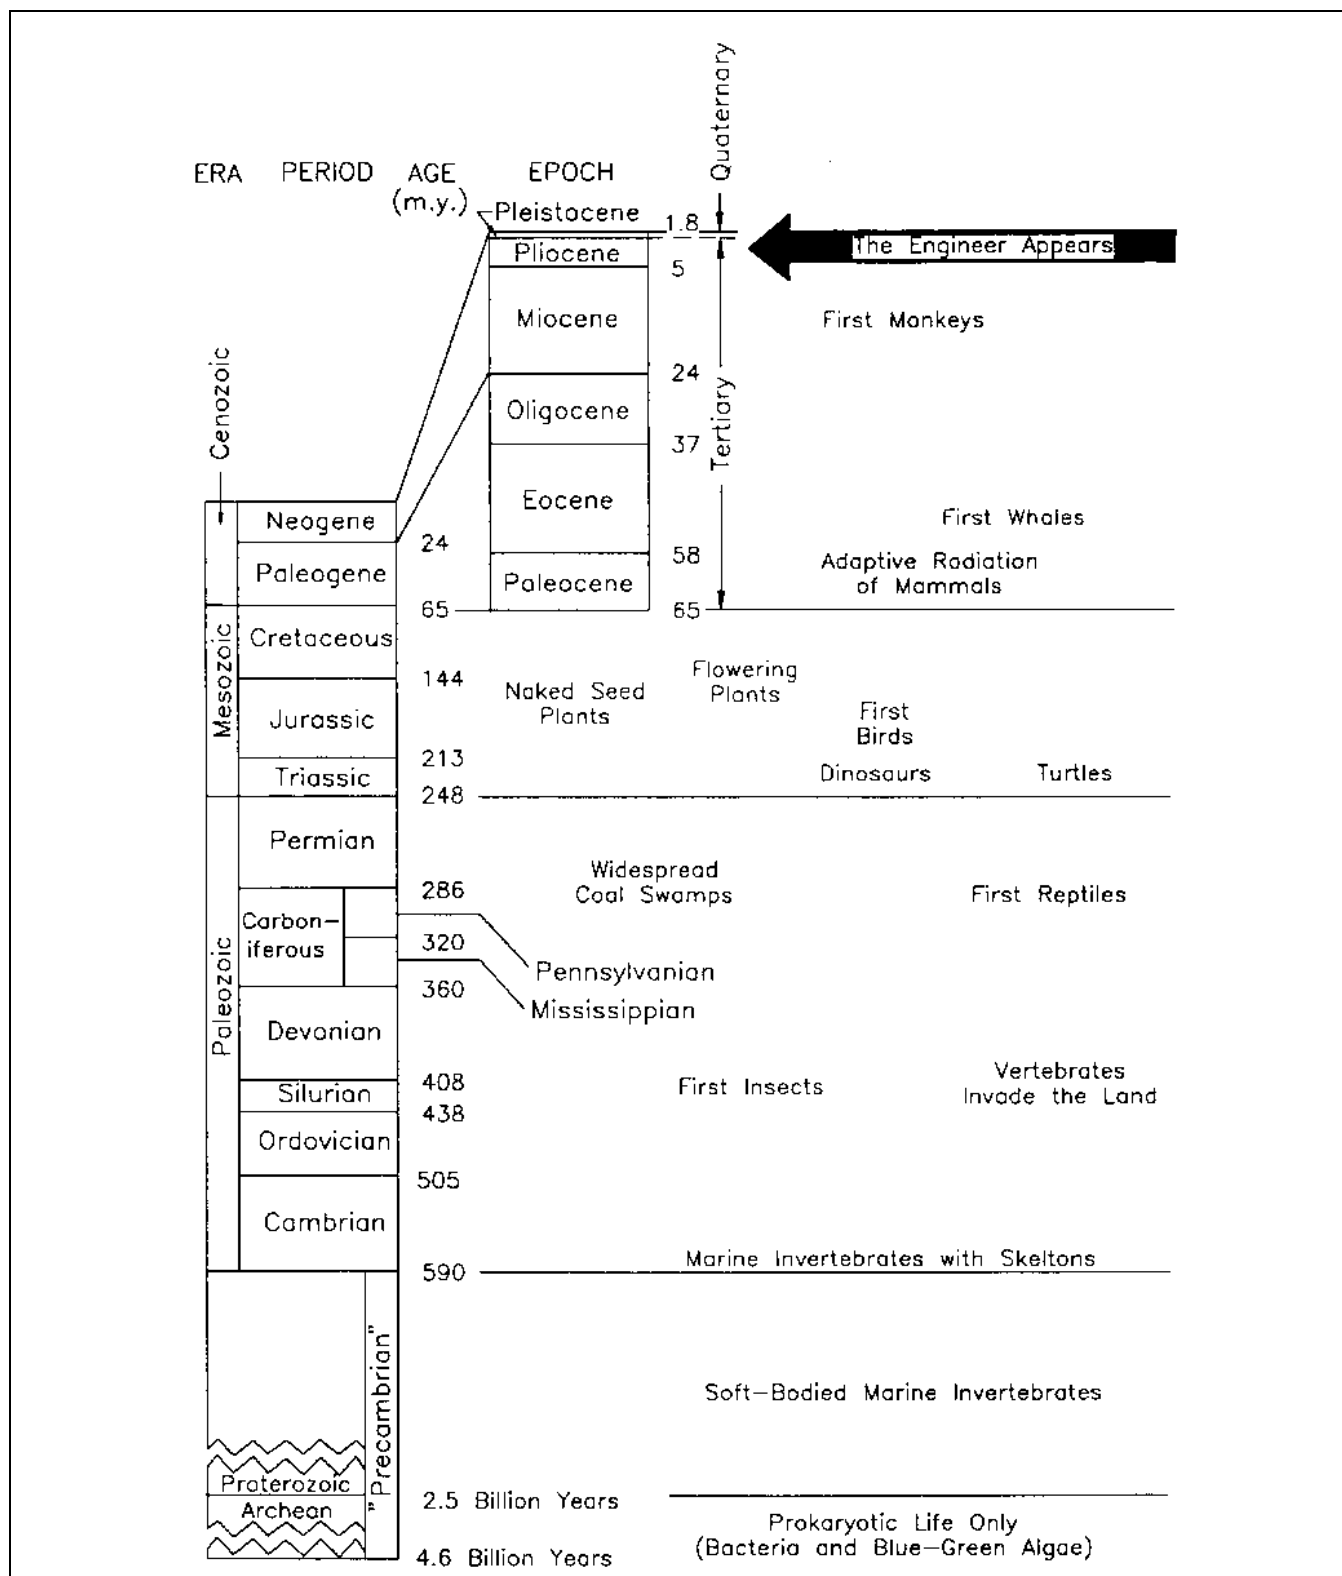 Quaternary
ERA PERIOD AGE EPOCH
(m.y.)
Pleistocene
1.8
The Engineer Appears
Pliocene
5
Miocene
First Monkeys
Cenozoic
24
Tertiary
Oligocene
37
Eocene
Neogene
First Whales
24
58
Paleogene
Paleocene
Adaptive Radiation
of Mammals
65
65
Mesozoic
Cretaceous
144
Naked Seed
Plants
Flowering
Plants
Jurassic
First
Birds
213
Triassic
Dinosaurs
Turtles
248
Paleozoic
Permian
Widespread
Coal Swamps
286
First Reptiles
Carbon-
iferous
320
Pennsylvanian
360
Mississippian
Devonian
408
Silurian
First Insects
Vertebrates
Invade the Land
438
Ordovician
505
Cambrian
Marine Invertebrates with Skeltons
590
"Precambrian"
Soft-Bodied Marine Invertebrates
Proterozoic
Archean
2.5 Billion Years
Prokaryotic Life Only
(Bacteria and Blue-Green Algae)
4.6 Billion Years